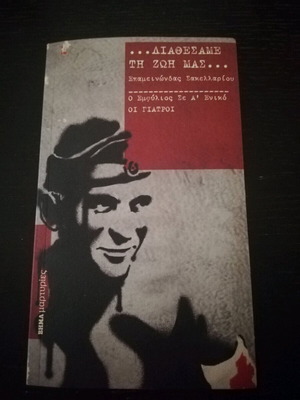 ...ΔΙΑΘΕΣΑΜΕ
ΤΗ ΖΩΗ ΜΑΣ...
Επαμεινώνδας Σακελλαρίου
Ο Εμφύλιος Σε Α' Ενικό
ΟΙ ΓΙΑΤΡΟΙ
ΒΗΜΑ μαρτυρίες